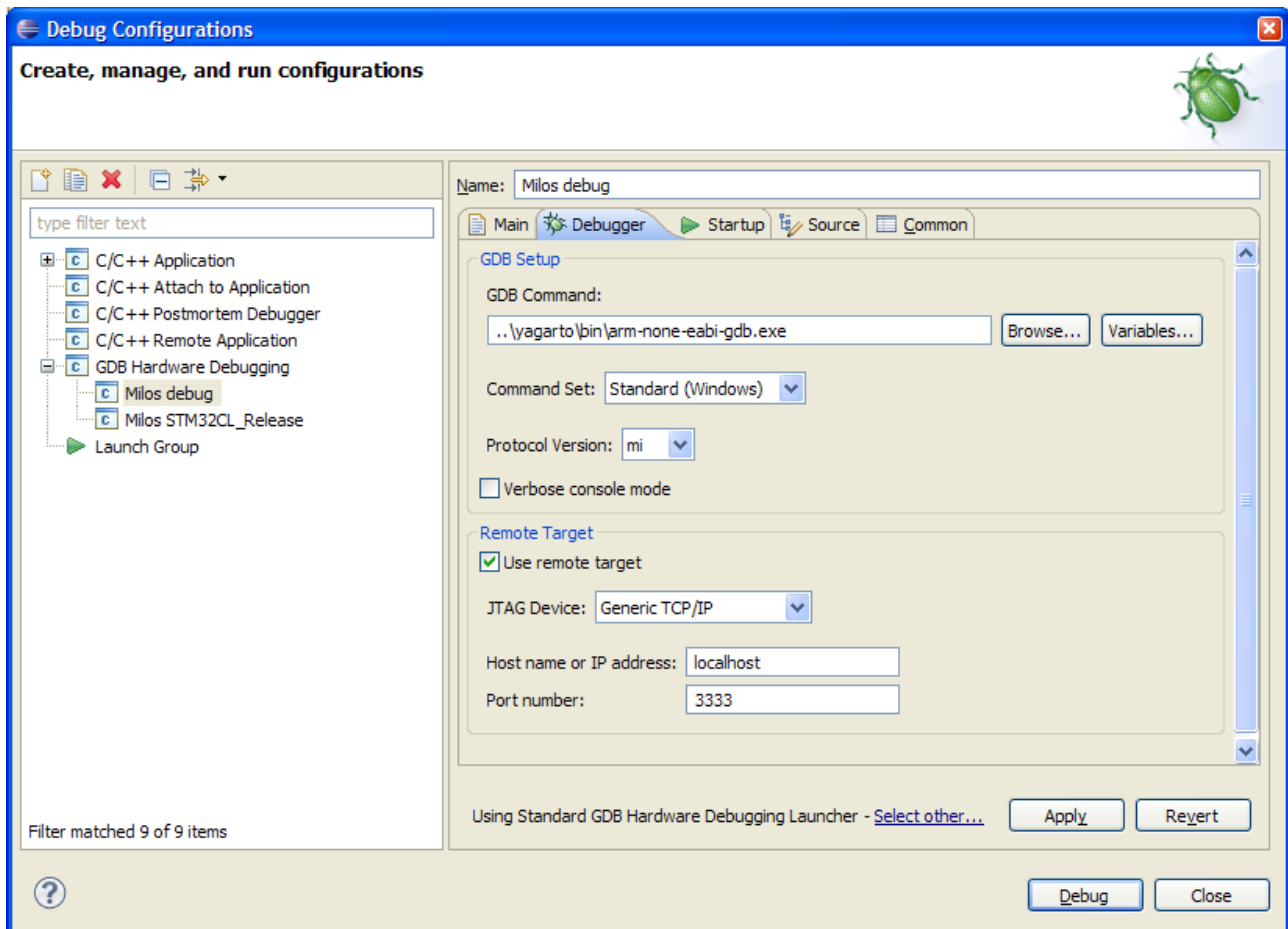 Debug Configurations
Create, manage, and run configurations
type filter text
C/C++ Application
C/C++ Attach to Application
C/C++ Postmortem Debugger
C/C++ Remote Application
GDB Hardware Debugging
Milos debug
Milos STM32CL_Release
Launch Group
Filter matched 9 of 9 items
Name: Milos debug
Main Debugger Startup Source Common
GDB Setup
GDB Command:
..\yagarto\bin\arm-none-eabi-gdb.exe Browse... Variables...
Command Set: Standard (Windows)
Protocol Version: mi
Verbose console mode
Remote Target
Use remote target
JTAG Device: Generic TCP/IP
Host name or IP address: localhost
Port number: 3333
Using Standard GDB Hardware Debugging Launcher - Select other... Apply Revert
Debug Close